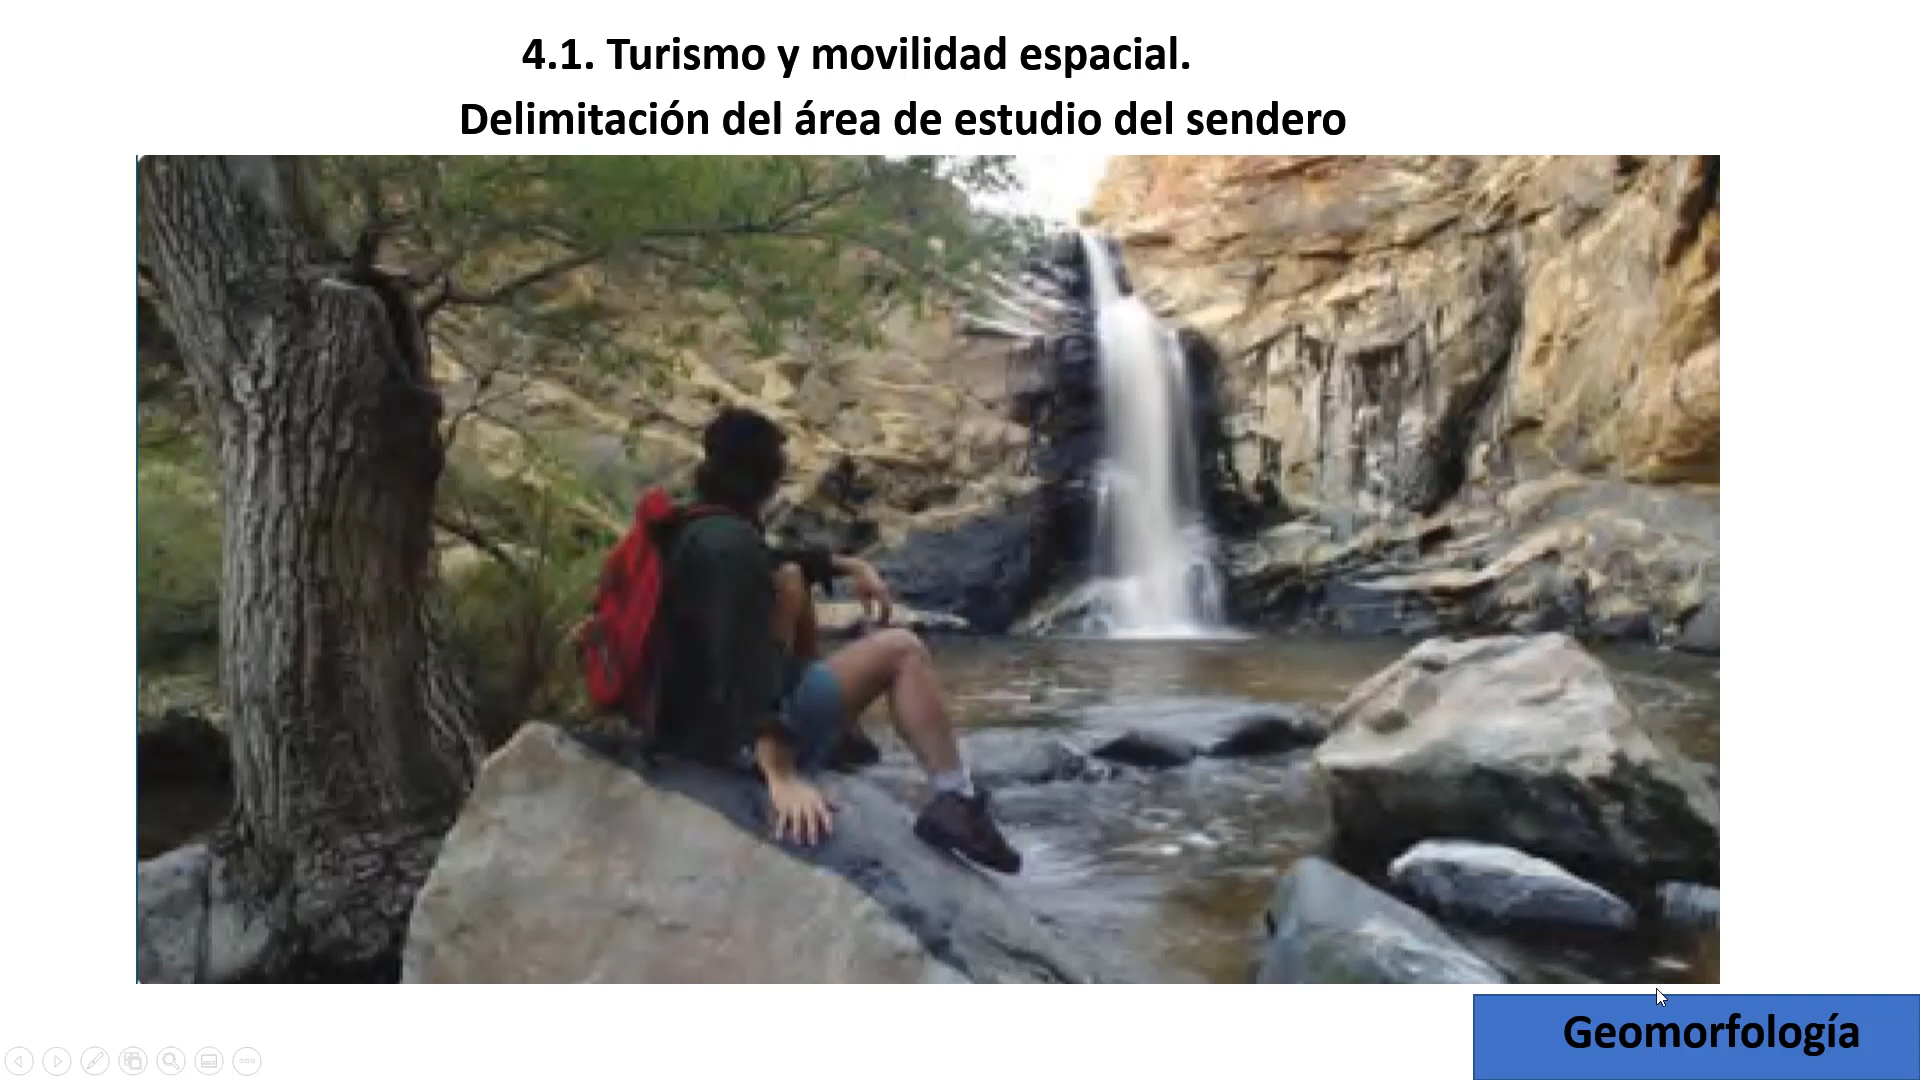 4.1. Turismo y movilidad espacial.
Delimitación del área de estudio del sendero
Geomorfología